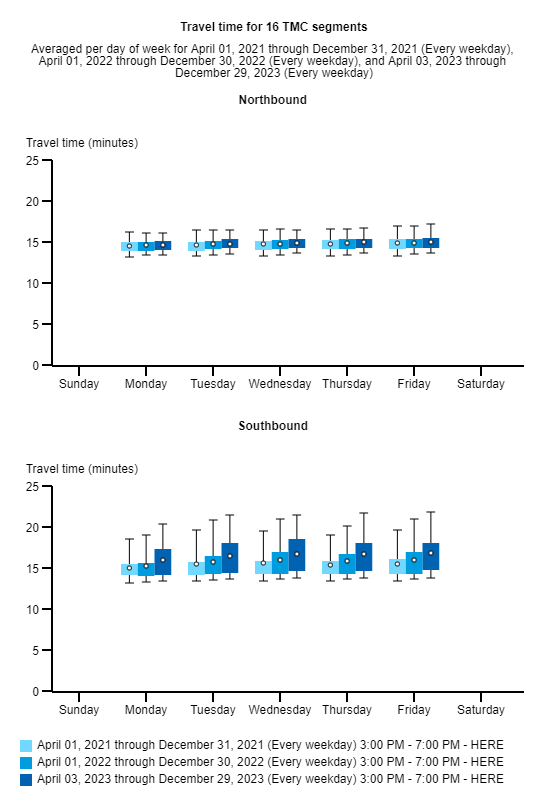 Travel time for 16 TMC segments
Averaged per day of week for April 01, 2021 through December 31, 2021 (Every weekday),
April 01, 2022 through December 30, 2022 (Every weekday), and April 03, 2023 through
December 29, 2023 (Every weekday)
Northbound
Travel time (minutes)
25
20
15
10
5
0
Sunday Monday Tuesday Wednesday Thursday Friday Saturday
Southbound
Travel time (minutes)
25
20
15
10
5
0
Sunday Monday Tuesday Wednesday Thursday Friday Saturday
April 01, 2021 through December 31, 2021 (Every weekday) 3:00 PM - 7:00 PM - HERE
April 01, 2022 through December 30, 2022 (Every weekday) 3:00 PM - 7:00 PM - HERE
April 03, 2023 through December 29, 2023 (Every weekday) 3:00 PM - 7:00 PM - HERE